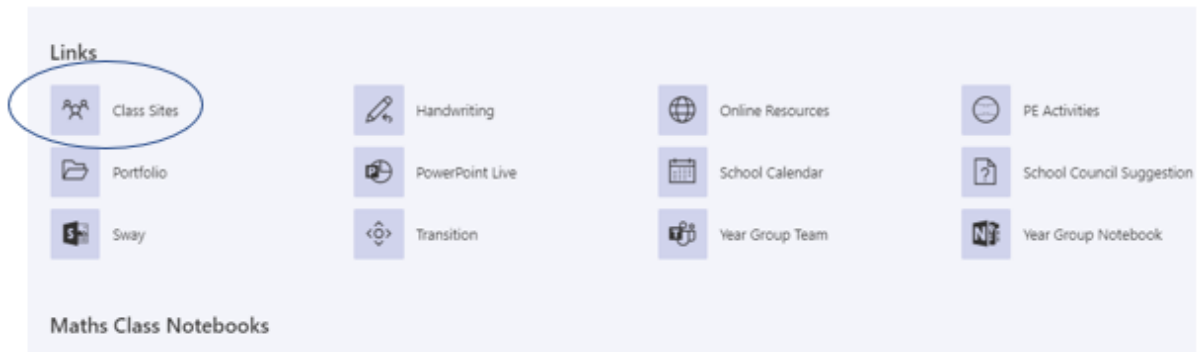 Links
Class Sites Handwriting Online Resources PE Activities
Portfolio PowerPoint Live School Calendar School Council Suggestion
Sway Transition Year Group Team Year Group Notebook
Maths Class Notebooks